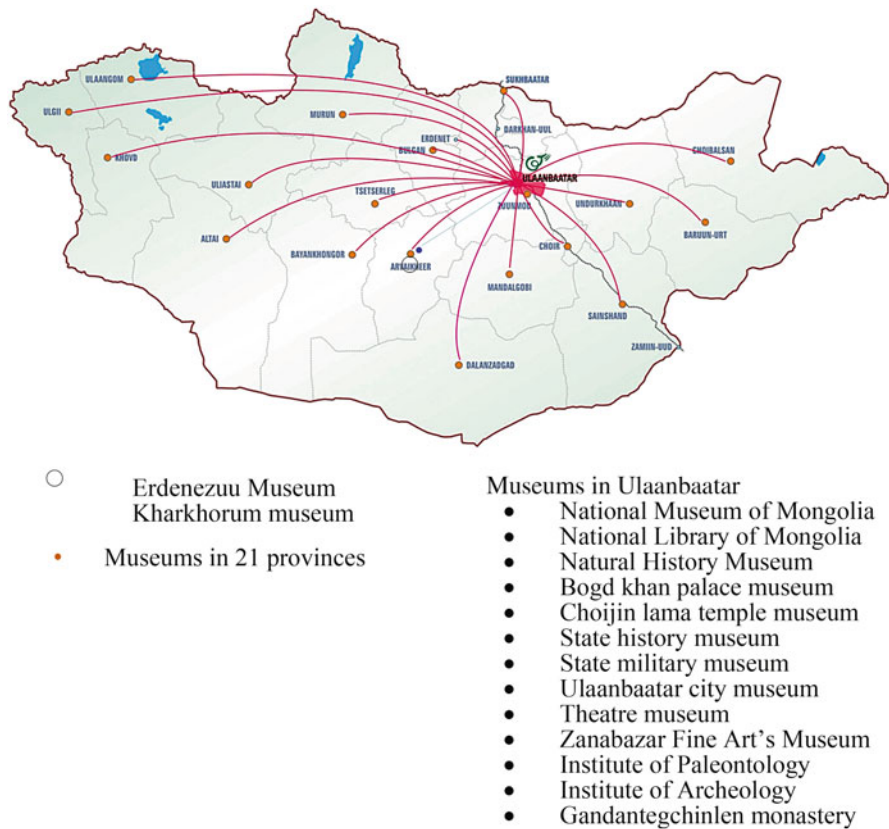 ULAANGOM
SUKHBAATAR
ULGII
MURUN
DARKHAN-UUL
ERDENET
BULGAN
KHOVD
CHOIBALSAN
ULAANBAATAR
ULIASTAI
TSETSERLEG
ZUUNMOD
UNDURKHAAN
BARUUN-URT
ALTAI
BAYANKHONGOR
ARVAIKHEER
CHOIR
MANDALGOBI
SAINSHAND
ZAMIIN-UUD
DALANZADGAD
Erdenezuu Museum
Kharkhorum museum
• Museums in 21 provinces
Museums in Ulaanbaatar
• National Museum of Mongolia
• National Library of Mongolia
• Natural History Museum
• Bogd khan palace museum
• Choijin lama temple museum
• State history museum
• State military museum
• Ulaanbaatar city museum
• Theatre museum
• Zanabazar Fine Art's Museum
• Institute of Paleontology
• Institute of Archeology
• Gandantegchinlen monastery